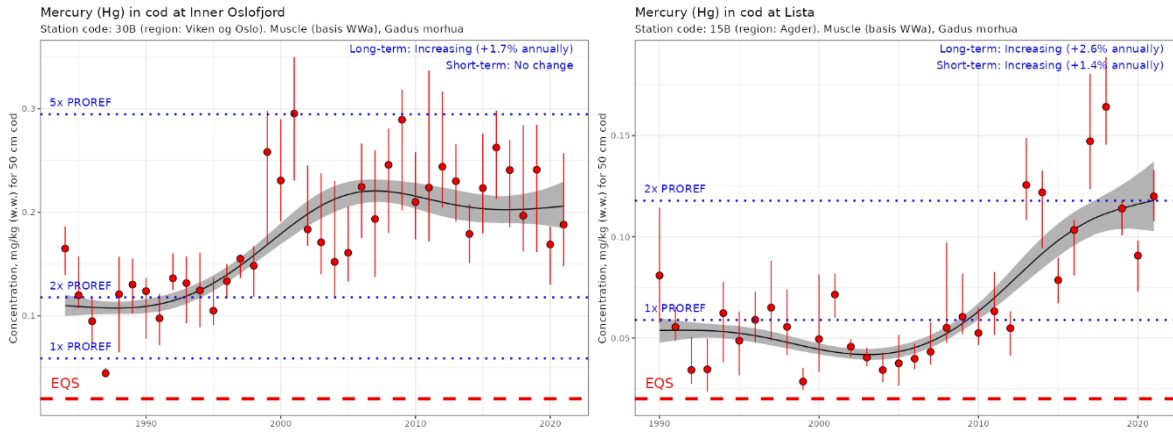 Mercury (Hg) in cod at Inner Oslofjord
Station code: 30B (region: Viken og Oslo). Muscle (basis WWa), Gadus morhua
Long-term: Increasing (+1.7% annually)
Short-term: No change
5x PROREF
2x PROREF
1x PROREF
EQS
Concentration, mg/kg (w.w.) for 50 cm cod
0.3
0.2
0.1
1990
2000
2010
2020
Mercury (Hg) in cod at Lista
Station code: 15B (region: Agder). Muscle (basis WWa), Gadus morhua
Long-term: Increasing (+2.6% annually)
Short-term: Increasing (+1.4% annually)
2x PROREF
1x PROREF
EQS
Concentration, mg/kg (w.w.) for 50 cm cod
0.15
0.10
0.05
1990
2000
2010
2020